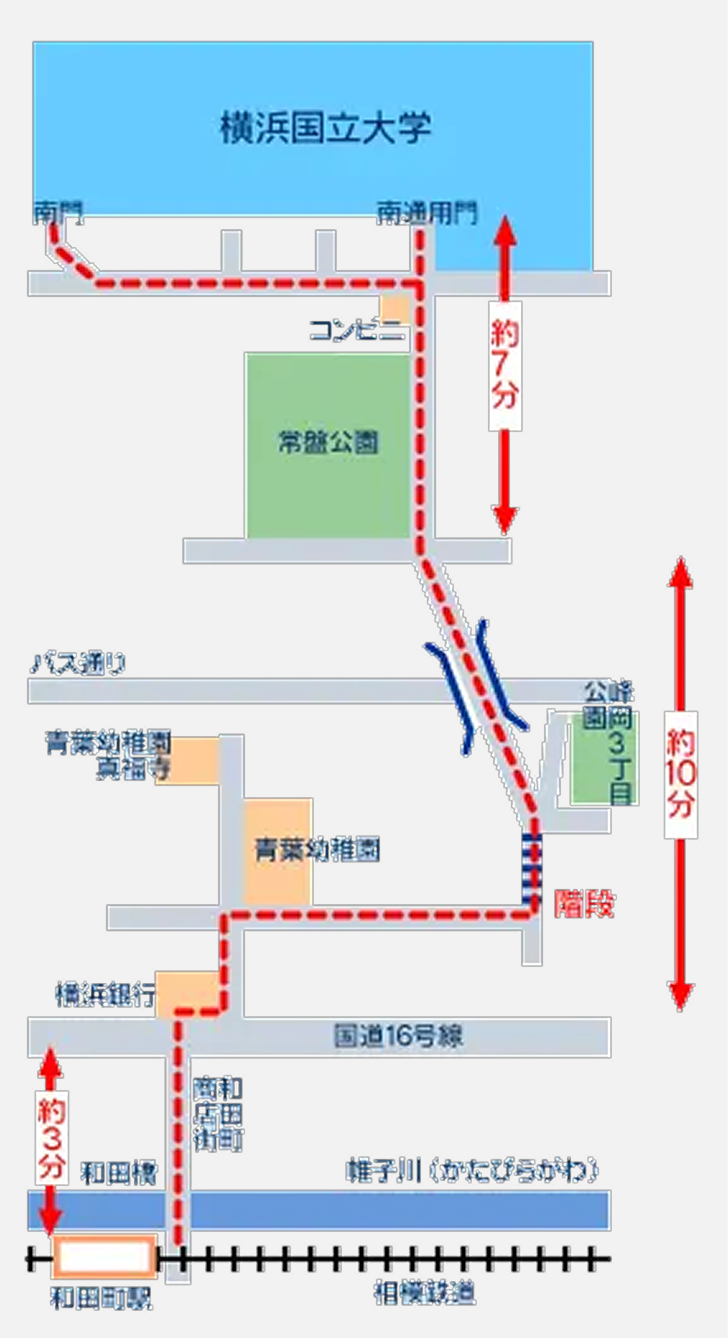 横浜国立大学
南門
南通用門
コンビニ
約7分
常盤公園
バス通り
峰岡3丁目
公園
約10分
青葉幼稚園
真福寺
青葉幼稚園
階段
横浜銀行
国道16号線
約3分
和田町
商店街
和田橋
帷子川(かたびらがわ)
和田町駅
相模鉄道